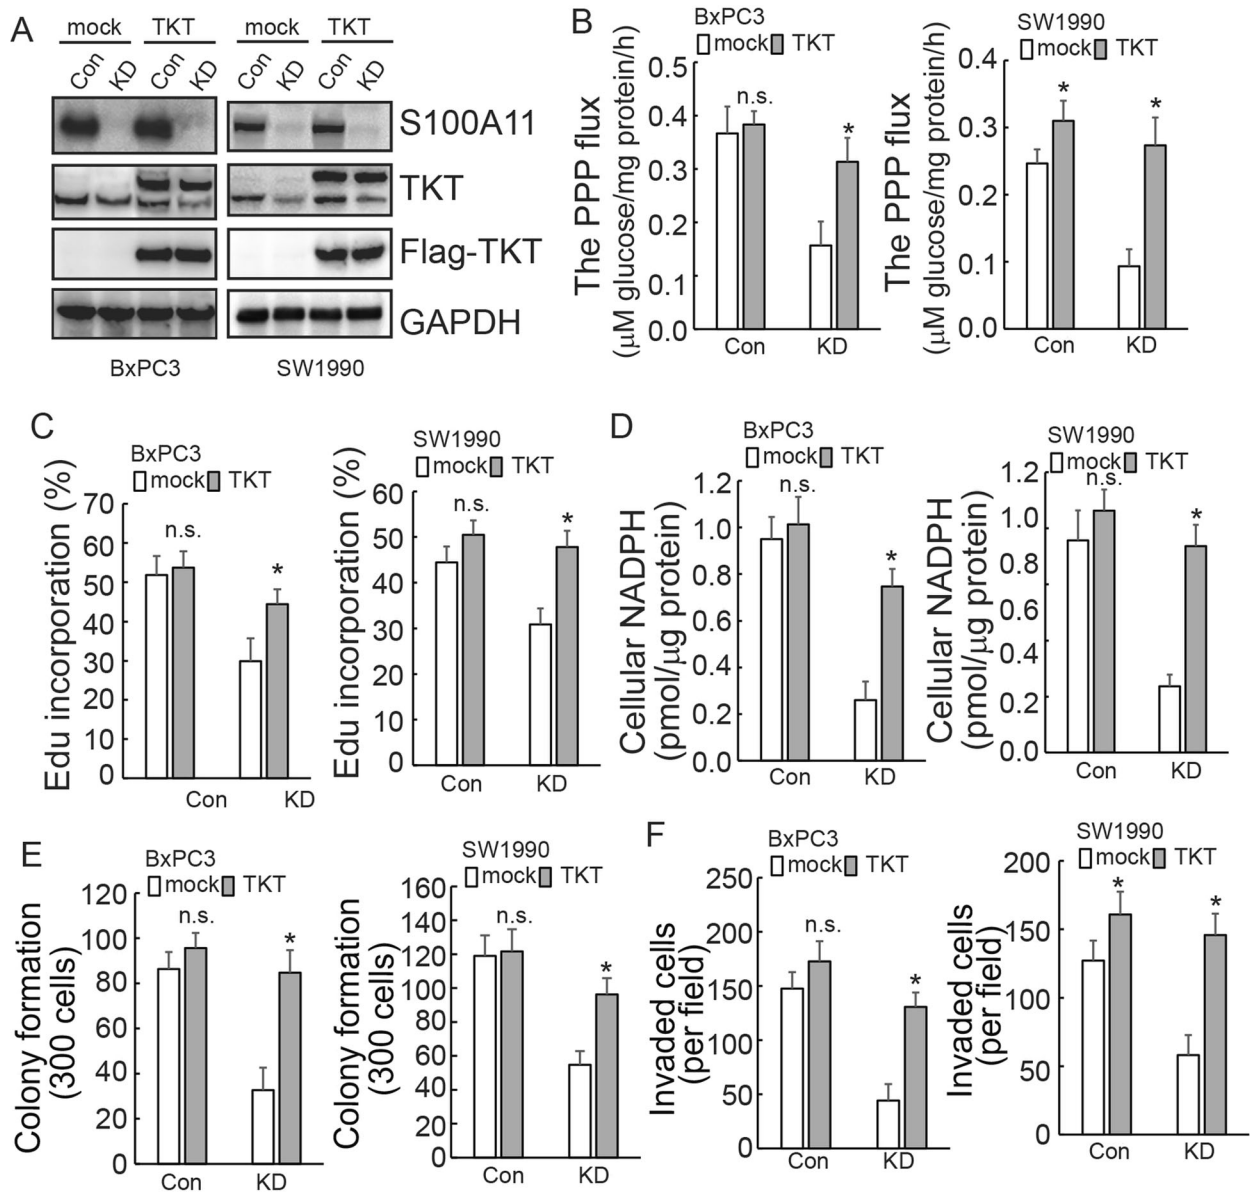 A
mock TKT mock TKT
Con KD Con KD Con KD Con KD
S100A11
TKT
Flag-TKT
GAPDH
BxPC3 SW1990
B
BxPC3
mock TKT
The PPP flux
(μM glucose/mg protein/h)
0.5
0.4
0.3
0.2
0.1
0.0
n.s.
*
Con KD
SW1990
mock TKT
The PPP flux
(μM glucose/mg protein/h)
0.4
0.3
0.2
0.1
0.0
* *
Con KD
C
BxPC3
mock TKT
Edu incorporation (%)
70
60
50
40
30
20
10
0
n.s.
*
Con KD
SW1990
mock TKT
Edu incorporation (%)
60
50
40
30
20
10
0
n.s. *
Con KD
D
BxPC3
mock TKT
Cellular NADPH
(pmol/μg protein)
1.2
1.0
0.8
0.6
0.4
0.2
0.0
n.s.
*
Con KD
SW1990
mock TKT
Cellular NADPH
(pmol/μg protein)
1.2
1.0
0.8
0.6
0.4
0.2
0.0
n.s.
*
Con KD
E
BxPC3
mock TKT
Colony formation
(300 cells)
120
100
80
60
40
20
0
n.s.
*
Con KD
SW1990
mock TKT
Colony formation
(300 cells)
160
140
120
100
80
60
40
20
0
n.s.
*
Con KD
F
BxPC3
mock TKT
Invaded cells
(per field)
250
200
150
100
50
0
n.s.
*
Con KD
SW1990
mock TKT
Invaded cells
(per field)
200
150
100
50
0
* *
Con KD